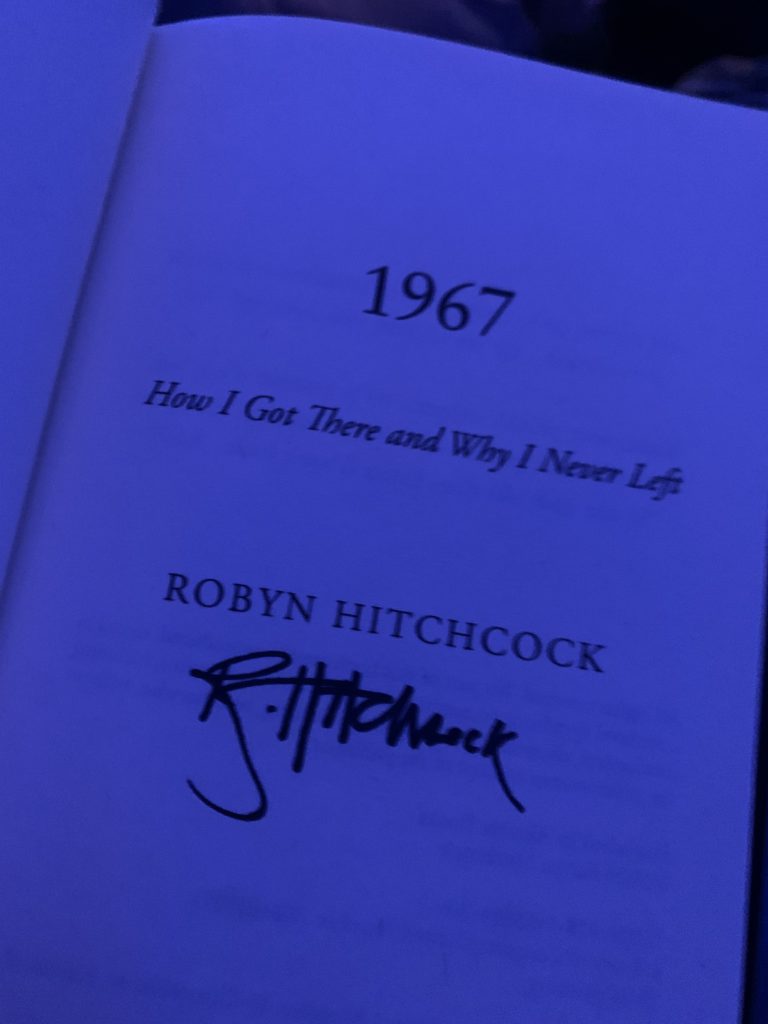 1967
How I Got There and Why I Never Left
ROBYN HITCHCOCK
R. Hitchcock